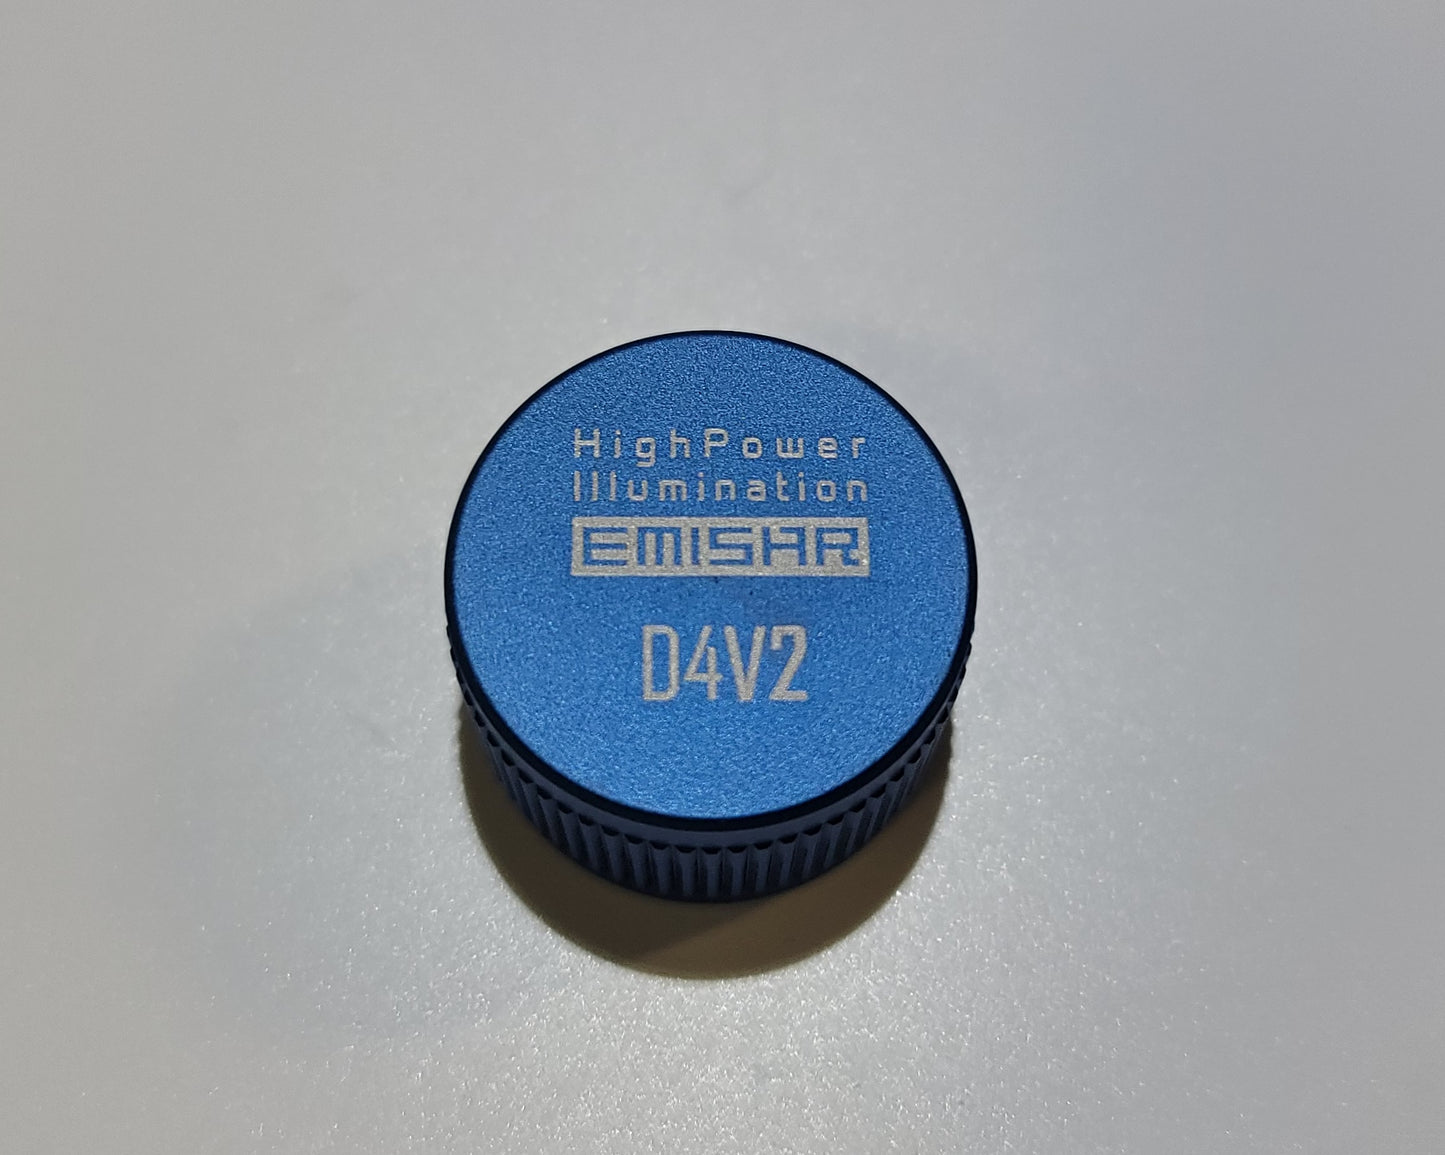 HighPower
Illumination
EMISAR
D4V2